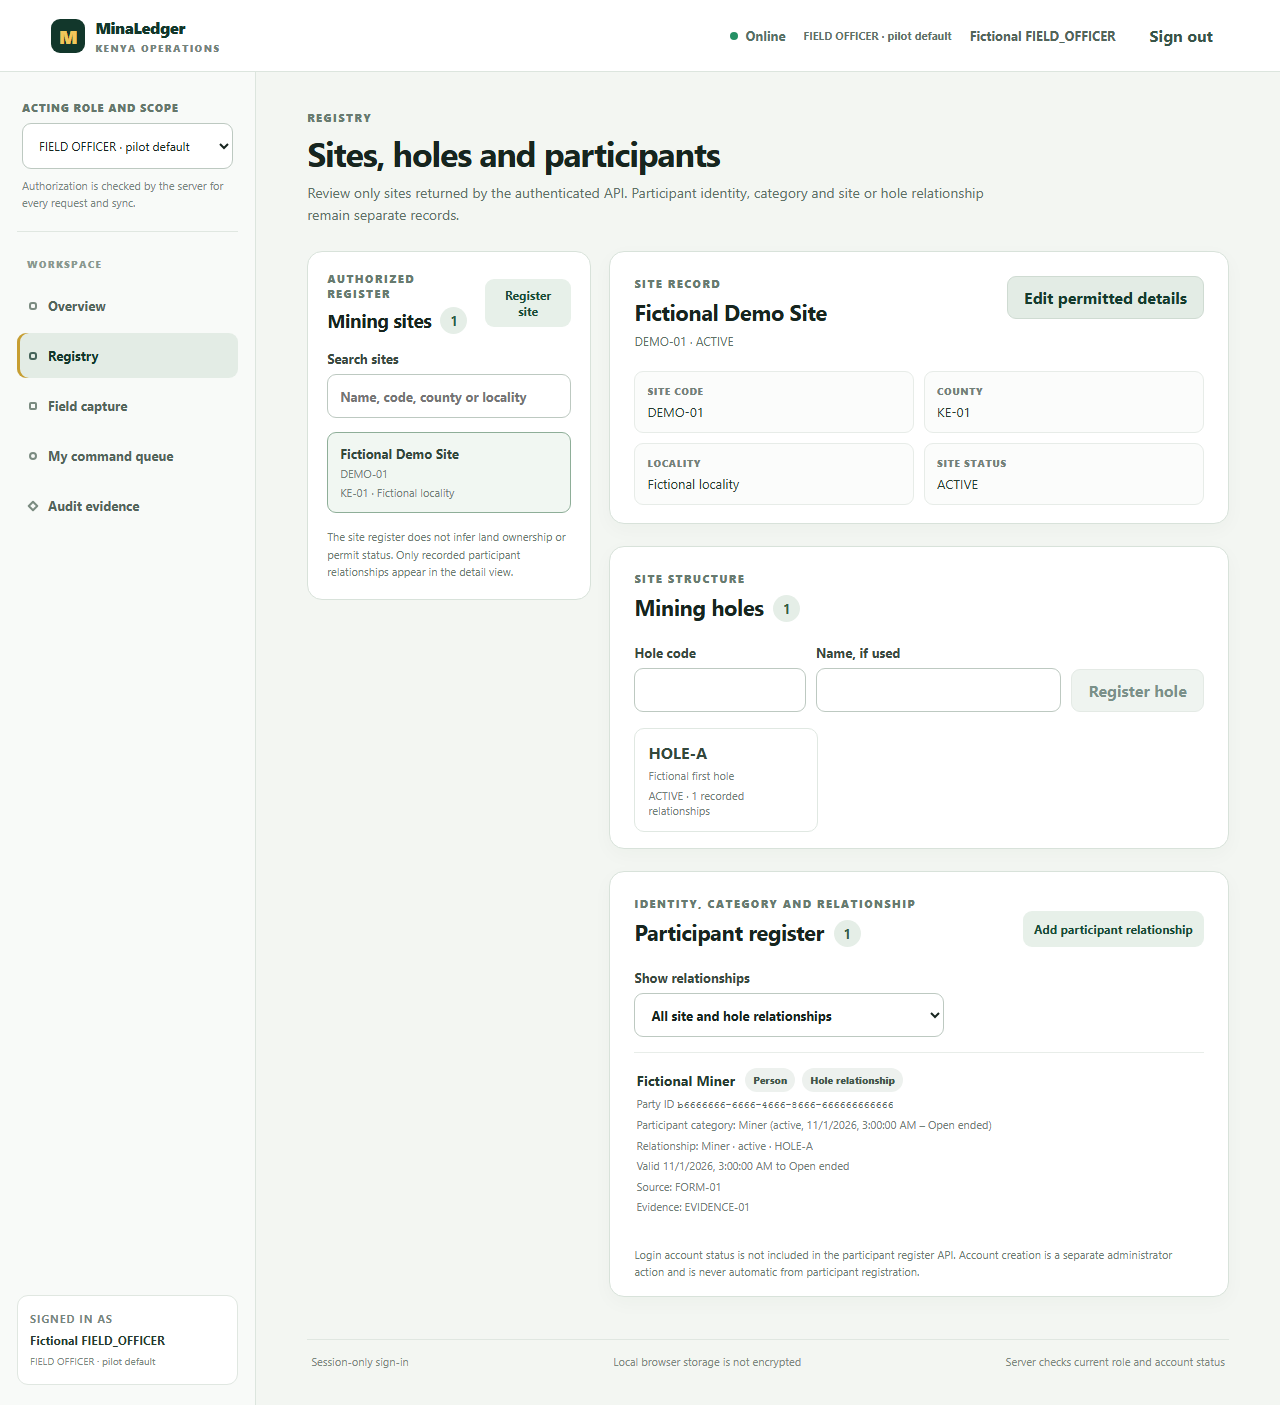 M
MinaLedger
KENYA OPERATIONS
Online
FIELD OFFICER · pilot default
Fictional FIELD_OFFICER
Sign out
ACTING ROLE AND SCOPE
FIELD OFFICER · pilot default
Authorization is checked by the server for
every request and sync.
WORKSPACE
Overview
Registry
Field capture
My command queue
Audit evidence
SIGNED IN AS
Fictional FIELD_OFFICER
FIELD OFFICER · pilot default
REGISTRY
Sites, holes and participants
Review only sites returned by the authenticated API. Participant identity, category and site or hole relationship
remain separate records.
AUTHORIZED
REGISTER
Mining sites 1
Register
site
Search sites
Name, code, county or locality
Fictional Demo Site
DEMO-01
KE-01 · Fictional locality
The site register does not infer land ownership or
permit status. Only recorded participant
relationships appear in the detail view.
SITE RECORD
Fictional Demo Site
DEMO-01 · ACTIVE
Edit permitted details
SITE CODE
DEMO-01
COUNTY
KE-01
LOCALITY
Fictional locality
SITE STATUS
ACTIVE
SITE STRUCTURE
Mining holes 1
Hole code
Name, if used
Register hole
HOLE-A
Fictional first hole
ACTIVE · 1 recorded
relationships
IDENTITY, CATEGORY AND RELATIONSHIP
Participant register 1
Add participant relationship
Show relationships
All site and hole relationships
Fictional Miner Person Hole relationship
Party ID b6666666-6666-4666-8666-666666666666
Participant category: Miner (active, 11/1/2026, 3:00:00 AM – Open ended)
Relationship: Miner · active · HOLE-A
Valid 11/1/2026, 3:00:00 AM to Open ended
Source: FORM-01
Evidence: EVIDENCE-01
Login account status is not included in the participant register API. Account creation is a separate administrator
action and is never automatic from participant registration.
Session-only sign-in
Local browser storage is not encrypted
Server checks current role and account status